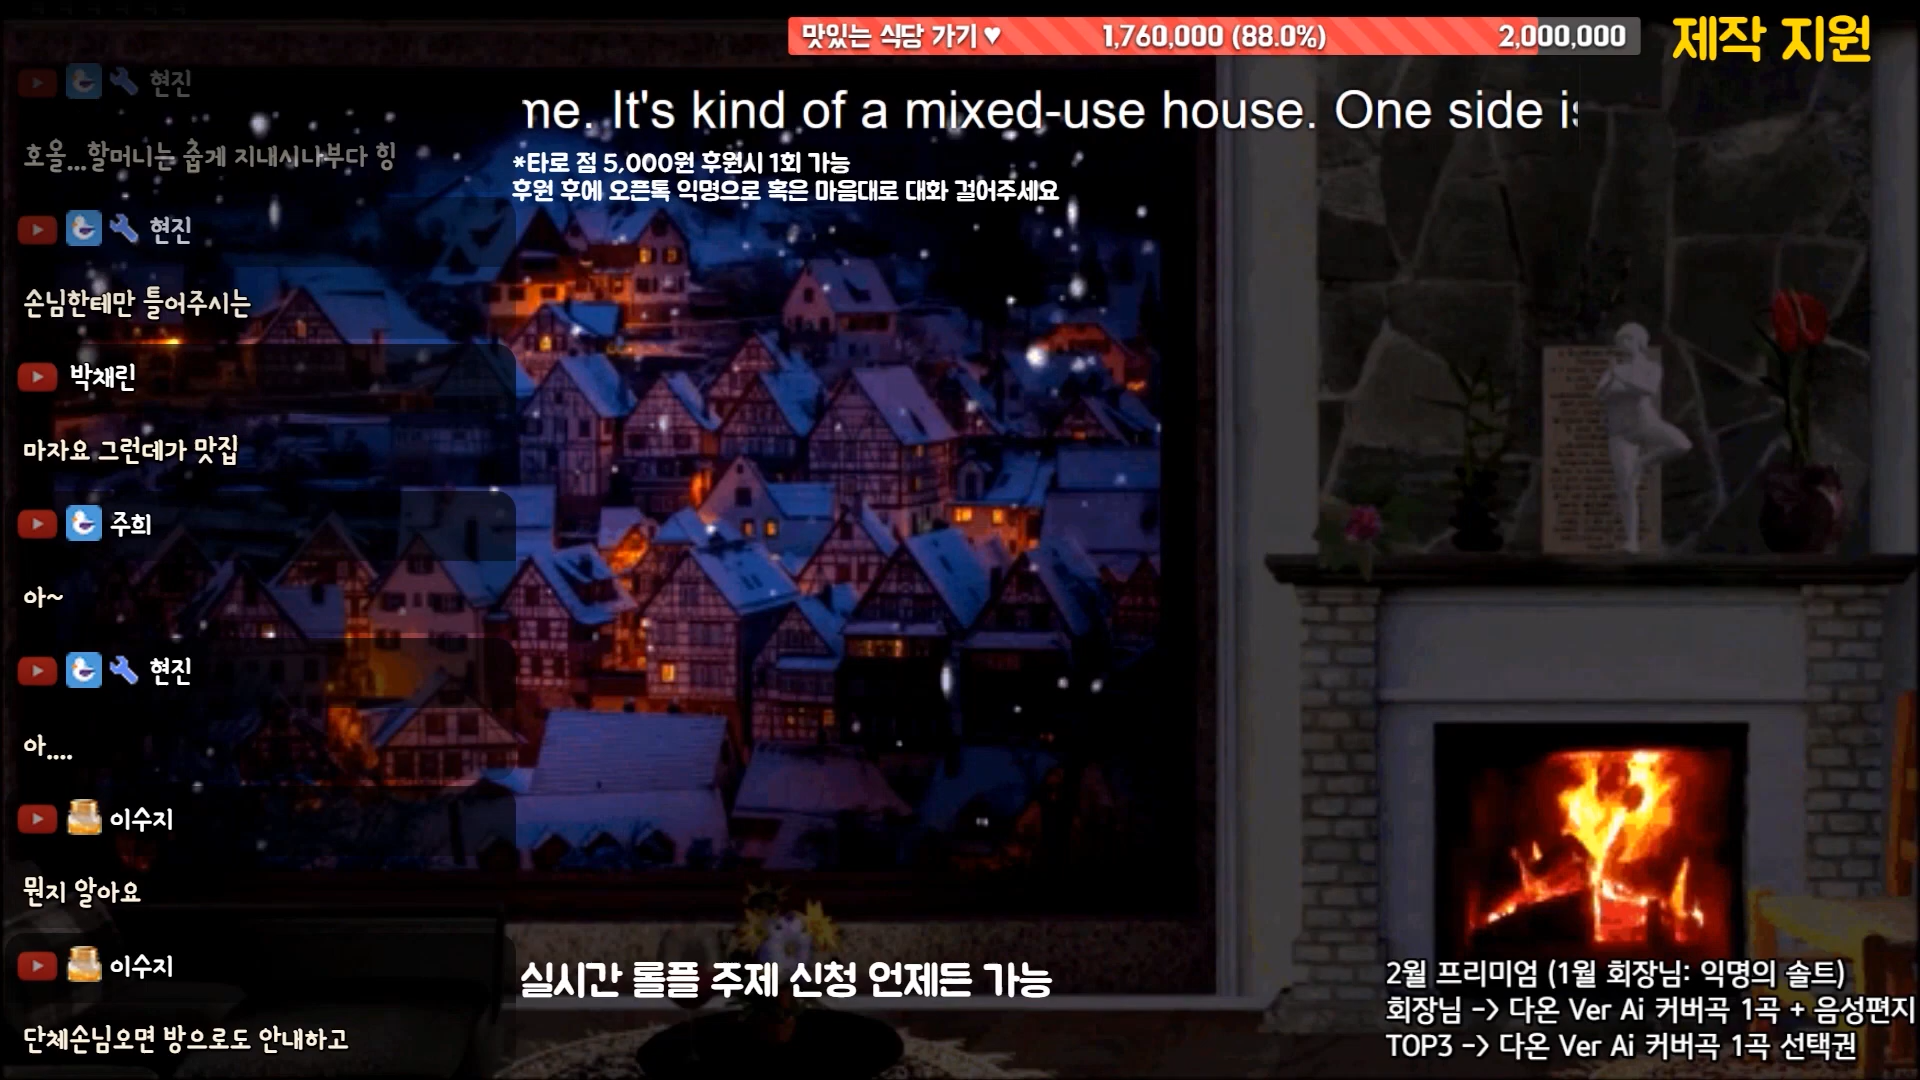 맛있는 식당 가기 ♥ 1,760,000 (88.0%) 2,000,000
제작 지원
me. It's kind of a mixed-use house. One side is
*타로 점 5,000원 후원시 1회 가능
후원 후에 오픈톡 익명으로 혹은 마음대로 대화 걸어주세요
현진
호올...할머니는 춥게 지내시나부다 힝
현진
손님한테만 틀어주시는
박채린
마자요 그런데가 맛집
주희
아~
현진
아....
이수지
뭔지 알아요
이수지
단체손님오면 방으로도 안내하고
실시간 롤플 주제 신청 언제든 가능
2월 프리미엄 (1월 회장님: 익명의 솔트)
회장님 -> 다온 Ver Ai 커버곡 1곡 + 음성편지
TOP3 -> 다온 Ver Ai 커버곡 1곡 선택권